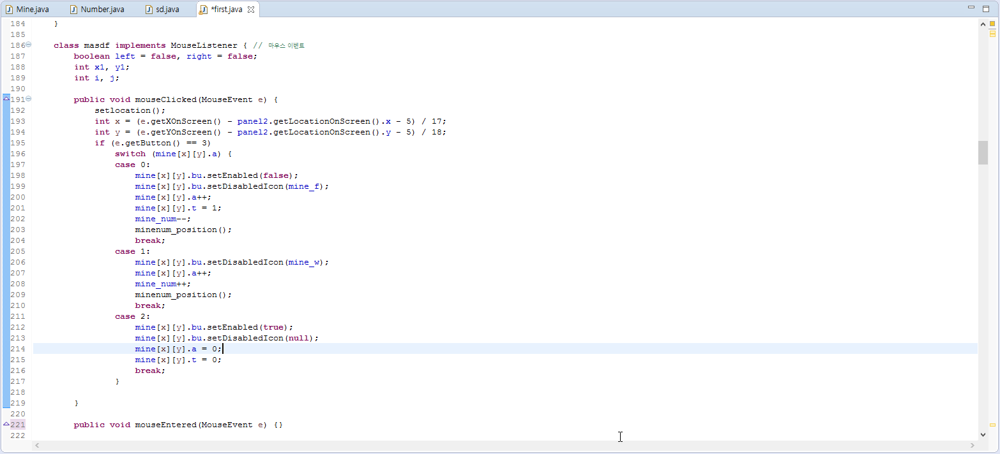 Mine.java Number.java sd.java *first.java
184 }
185
186 class masdf implements MouseListener { // 마우스 이벤트
187 boolean left = false, right = false;
188 int x1, y1;
189 int i, j;
190
191 public void mouseClicked(MouseEvent e) {
192 setlocation();
193 int x = (e.getXOnScreen() - panel2.getLocationOnScreen().x - 5) / 17;
194 int y = (e.getYOnScreen() - panel2.getLocationOnScreen().y - 5) / 18;
195 if (e.getButton() == 3)
196 switch (mine[x][y].a) {
197 case 0:
198 mine[x][y].bu.setEnabled(false);
199 mine[x][y].bu.setDisabledIcon(mine_f);
200 mine[x][y].a++;
201 mine[x][y].t = 1;
202 mine_num--;
203 minenum_position();
204 break;
205 case 1:
206 mine[x][y].bu.setDisabledIcon(mine_w);
207 mine[x][y].a++;
208 mine_num++;
209 minenum_position();
210 break;
211 case 2:
212 mine[x][y].bu.setEnabled(true);
213 mine[x][y].bu.setDisabledIcon(null);
214 mine[x][y].a = 0;
215 mine[x][y].t = 0;
216 break;
217 }
218
219 }
220
221 public void mouseEntered(MouseEvent e) {}
222